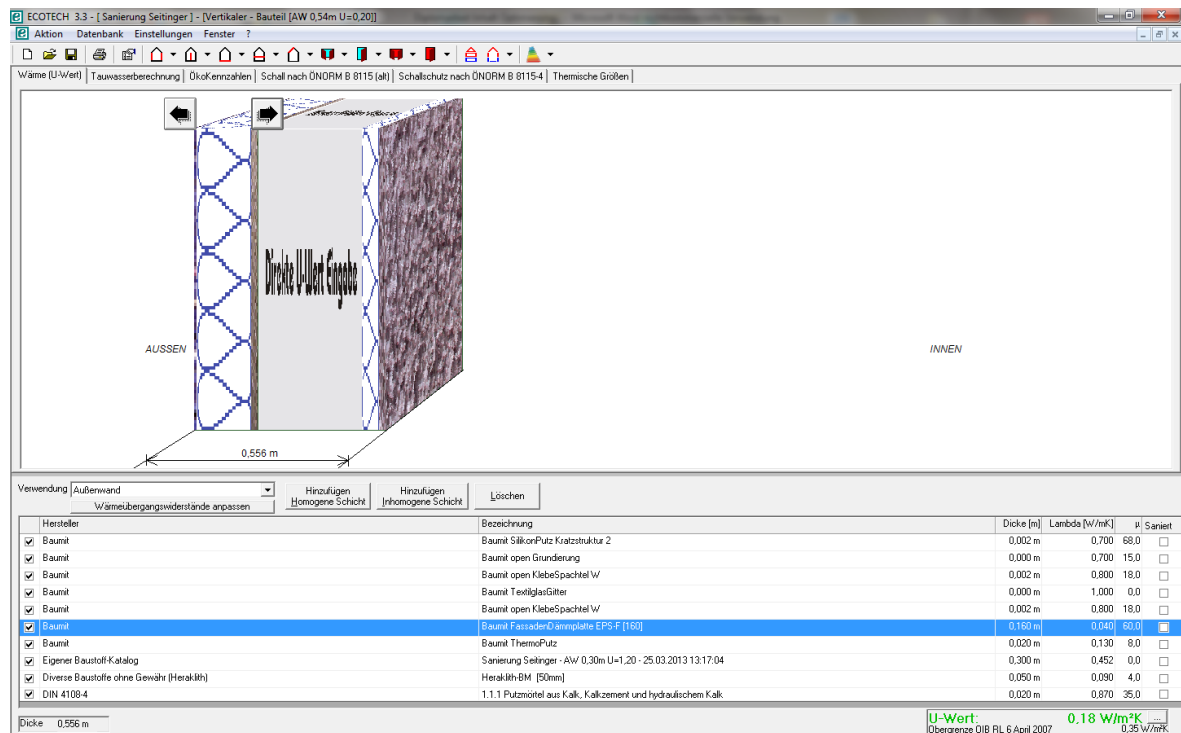 ECOTECH 3.3 - [ Sanierung Seitinger ] - [Vertikaler - Bauteil [AW 0,54m U=0,20]]
Aktion Datenbank Einstellungen Fenster ?
Wärme (U-Wert) Tauwasserberechnung ÖkoKennzahlen Schall nach ÖNORM B 8115 (alt) Schallschutz nach ÖNORM B 8115-4 Thermische Größen
Direkte U-Wert Eingabe
AUSSEN INNEN
0,556 m
Verwendung Außenwand
Wärmeübergangswiderstände anpassen
Hinzufügen
Homogene Schicht
Hinzufügen
Inhomogene Schicht
Löschen
Hersteller Bezeichnung Dicke [m] Lambda [W/mK] µ Saniert
Baumit Baumit SilikonPutz Kratzstruktur 2 0,002 m 0,700 68,0
Baumit Baumit open Grundierung 0,000 m 0,700 15,0
Baumit Baumit open KlebeSpachtel W 0,002 m 0,800 18,0
Baumit Baumit TextilglasGitter 0,000 m 1,000 0,0
Baumit Baumit open KlebeSpachtel W 0,002 m 0,800 18,0
Baumit Baumit FassadenDämmplatte EPS-F [160] 0,160 m 0,040 60,0
Baumit Baumit ThermoPutz 0,020 m 0,130 8,0
Eigener Baustoff-Katalog Sanierung Seitinger - AW 0,30m U=1,20 - 25.03.2013 13:17:04 0,300 m 0,452 0,0
Diverse Baustoffe ohne Gewähr (Heraklith) Heraklith-BM [50mm] 0,050 m 0,090 4,0
DIN 4108-4 1.1.1 Putzmörtel aus Kalk, Kalkzement und hydraulischem Kalk 0,020 m 0,870 35,0
Dicke 0,556 m
U-Wert: 0,18 W/m²K ...
Obergrenze OIB RL 6 April 2007 0,35 W/m²K